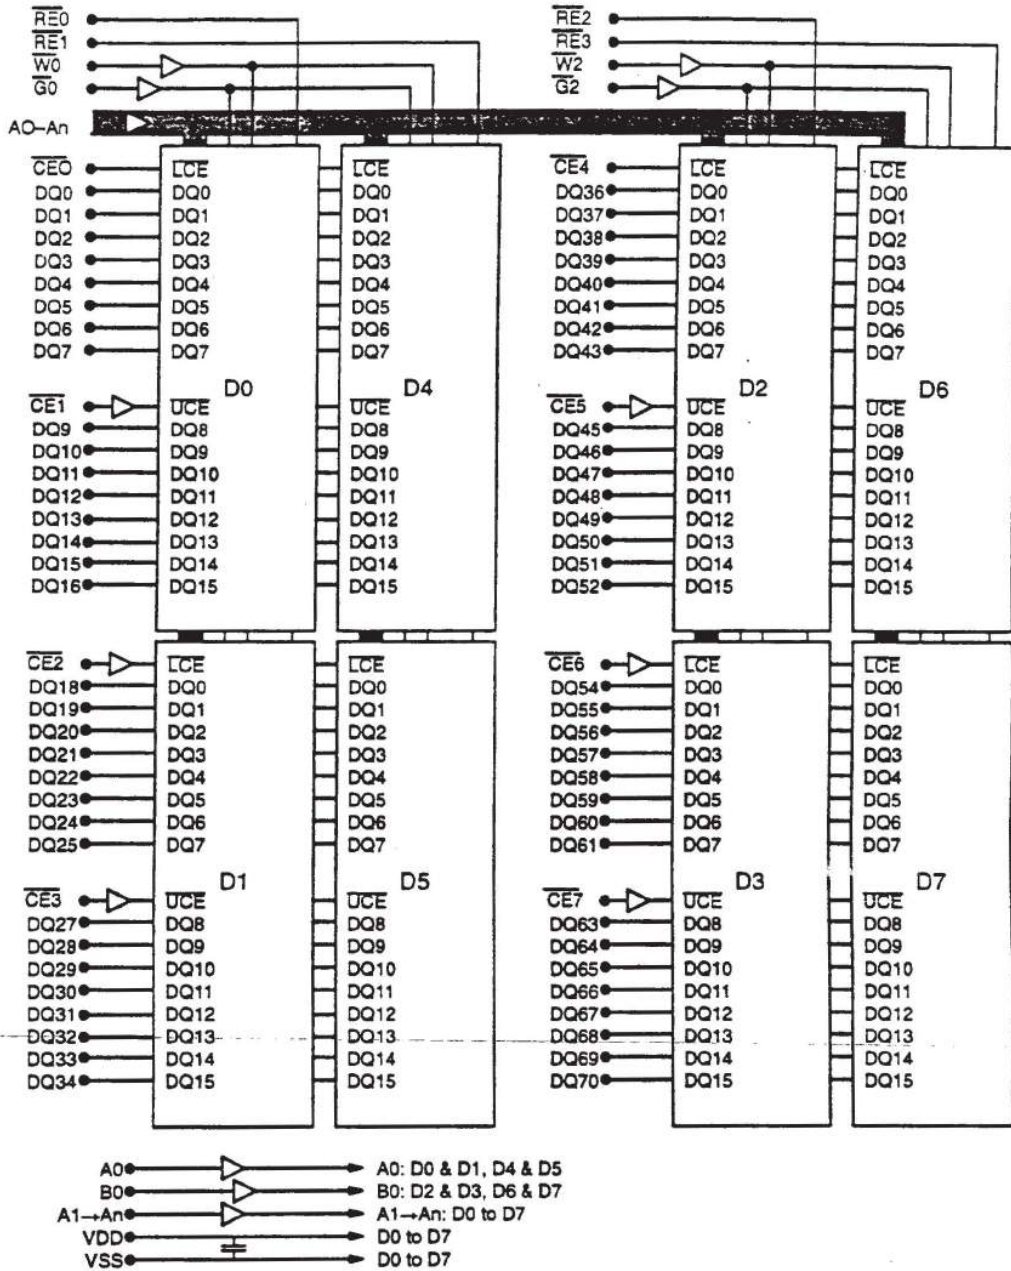 RE0 RE2
RE1 RE3
W0 W2
G0 G2
AO–An
CE0 LCE LCE CE4 LCE LCE
DQ0 DQ0 DQ0 DQ36 DQ0 DQ0
DQ1 DQ1 DQ1 DQ37 DQ1 DQ1
DQ2 DQ2 DQ2 DQ38 DQ2 DQ2
DQ3 DQ3 DQ3 DQ39 DQ3 DQ3
DQ4 DQ4 DQ4 DQ40 DQ4 DQ4
DQ5 DQ5 DQ5 DQ41 DQ5 DQ5
DQ6 DQ6 DQ6 DQ42 DQ6 DQ6
DQ7 DQ7 DQ7 DQ43 DQ7 DQ7
D0 D4 D2 D6
CE1 UCE UCE CE5 UCE UCE
DQ9 DQ8 DQ8 DQ45 DQ8 DQ8
DQ10 DQ9 DQ9 DQ46 DQ9 DQ9
DQ11 DQ10 DQ10 DQ47 DQ10 DQ10
DQ12 DQ11 DQ11 DQ48 DQ11 DQ11
DQ13 DQ12 DQ12 DQ49 DQ12 DQ12
DQ14 DQ13 DQ13 DQ50 DQ13 DQ13
DQ15 DQ14 DQ14 DQ51 DQ14 DQ14
DQ16 DQ15 DQ15 DQ52 DQ15 DQ15
CE2 LCE LCE CE6 LCE LCE
DQ18 DQ0 DQ0 DQ54 DQ0 DQ0
DQ19 DQ1 DQ1 DQ55 DQ1 DQ1
DQ20 DQ2 DQ2 DQ56 DQ2 DQ2
DQ21 DQ3 DQ3 DQ57 DQ3 DQ3
DQ22 DQ4 DQ4 DQ58 DQ4 DQ4
DQ23 DQ5 DQ5 DQ59 DQ5 DQ5
DQ24 DQ6 DQ6 DQ60 DQ6 DQ6
DQ25 DQ7 DQ7 DQ61 DQ7 DQ7
D1 D5 D3 D7
CE3 UCE UCE CE7 UCE UCE
DQ27 DQ8 DQ8 DQ63 DQ8 DQ8
DQ28 DQ9 DQ9 DQ64 DQ9 DQ9
DQ29 DQ10 DQ10 DQ65 DQ10 DQ10
DQ30 DQ11 DQ11 DQ66 DQ11 DQ11
DQ31 DQ12 DQ12 DQ67 DQ12 DQ12
DQ32 DQ13 DQ13 DQ68 DQ13 DQ13
DQ33 DQ14 DQ14 DQ69 DQ14 DQ14
DQ34 DQ15 DQ15 DQ70 DQ15 DQ15
A0 A0: D0 & D1, D4 & D5
B0 B0: D2 & D3, D6 & D7
A1→An A1→An: D0 to D7
VDD D0 to D7
VSS D0 to D7